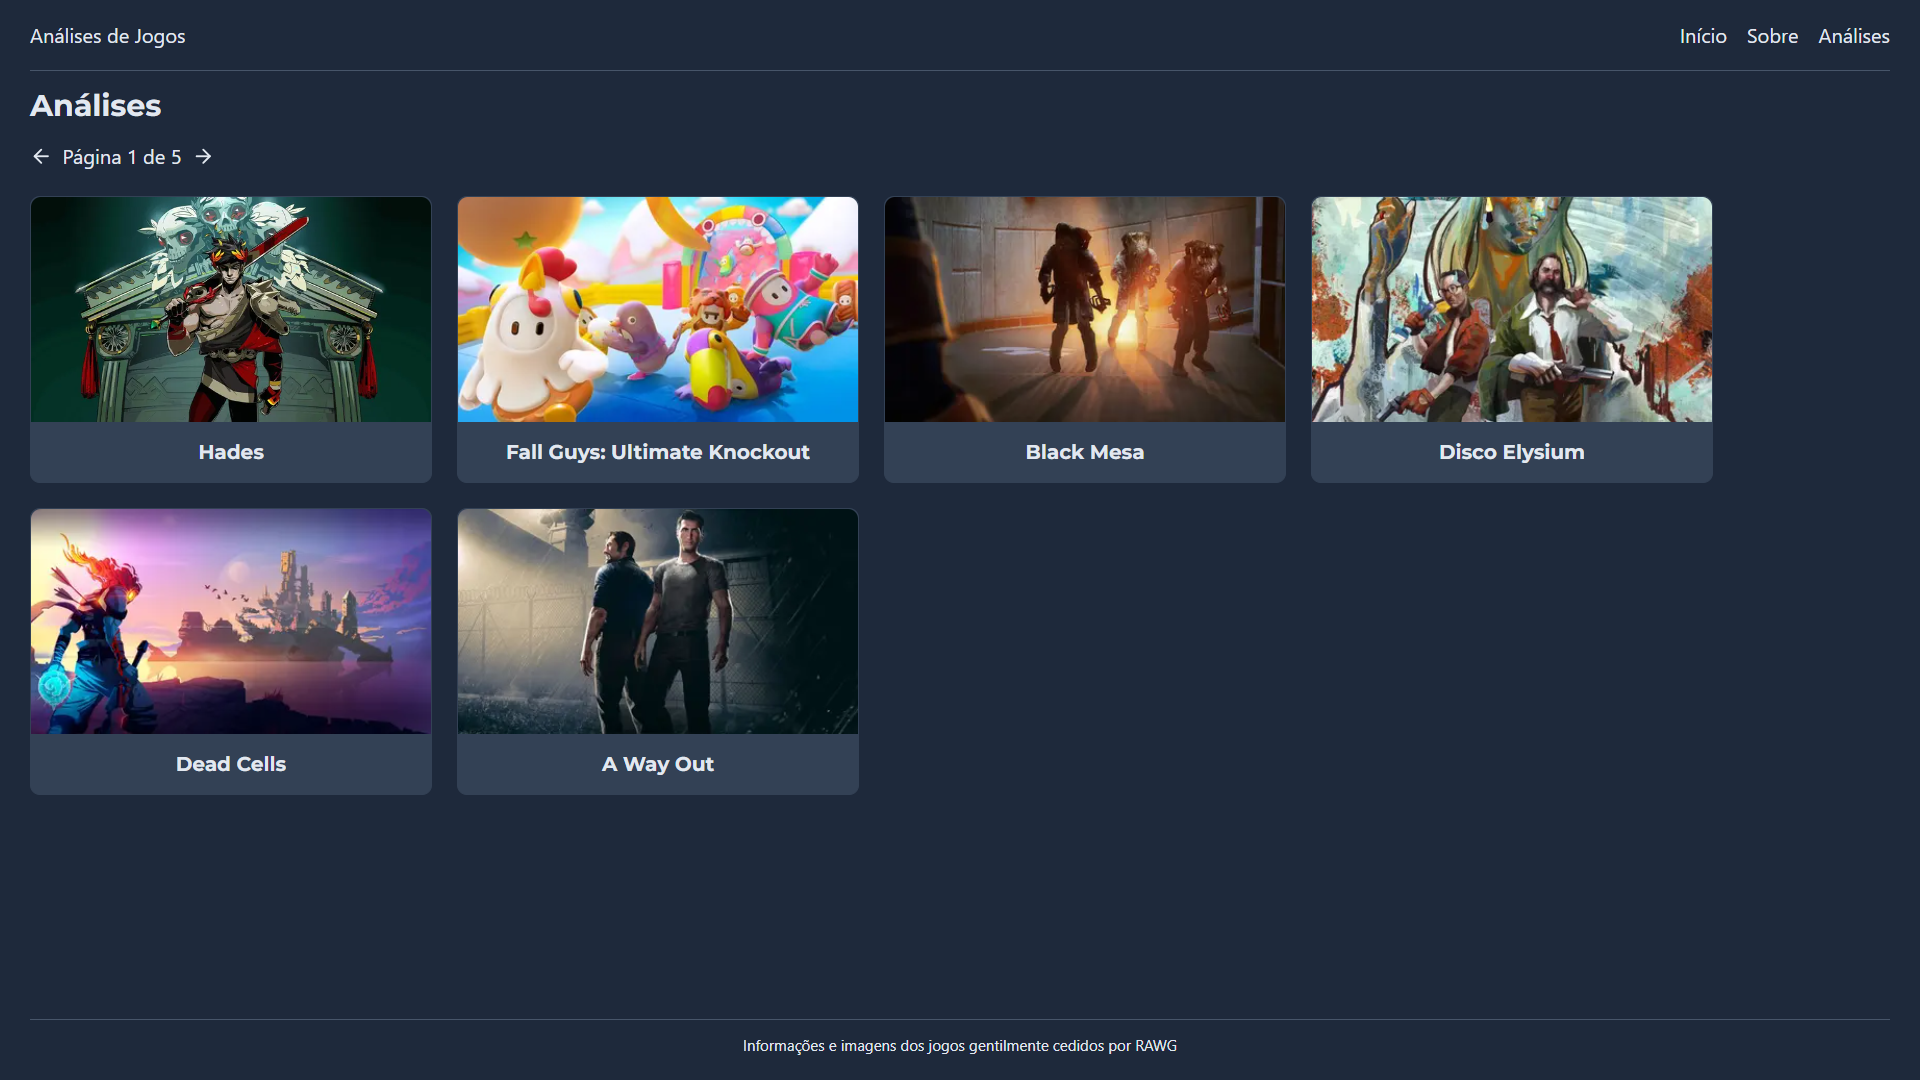 Análises de Jogos
Início Sobre Análises
Análises
Página 1 de 5
Hades
Fall Guys: Ultimate Knockout
Black Mesa
Disco Elysium
Dead Cells
A Way Out
Informações e imagens dos jogos gentilmente cedidos por RAWG